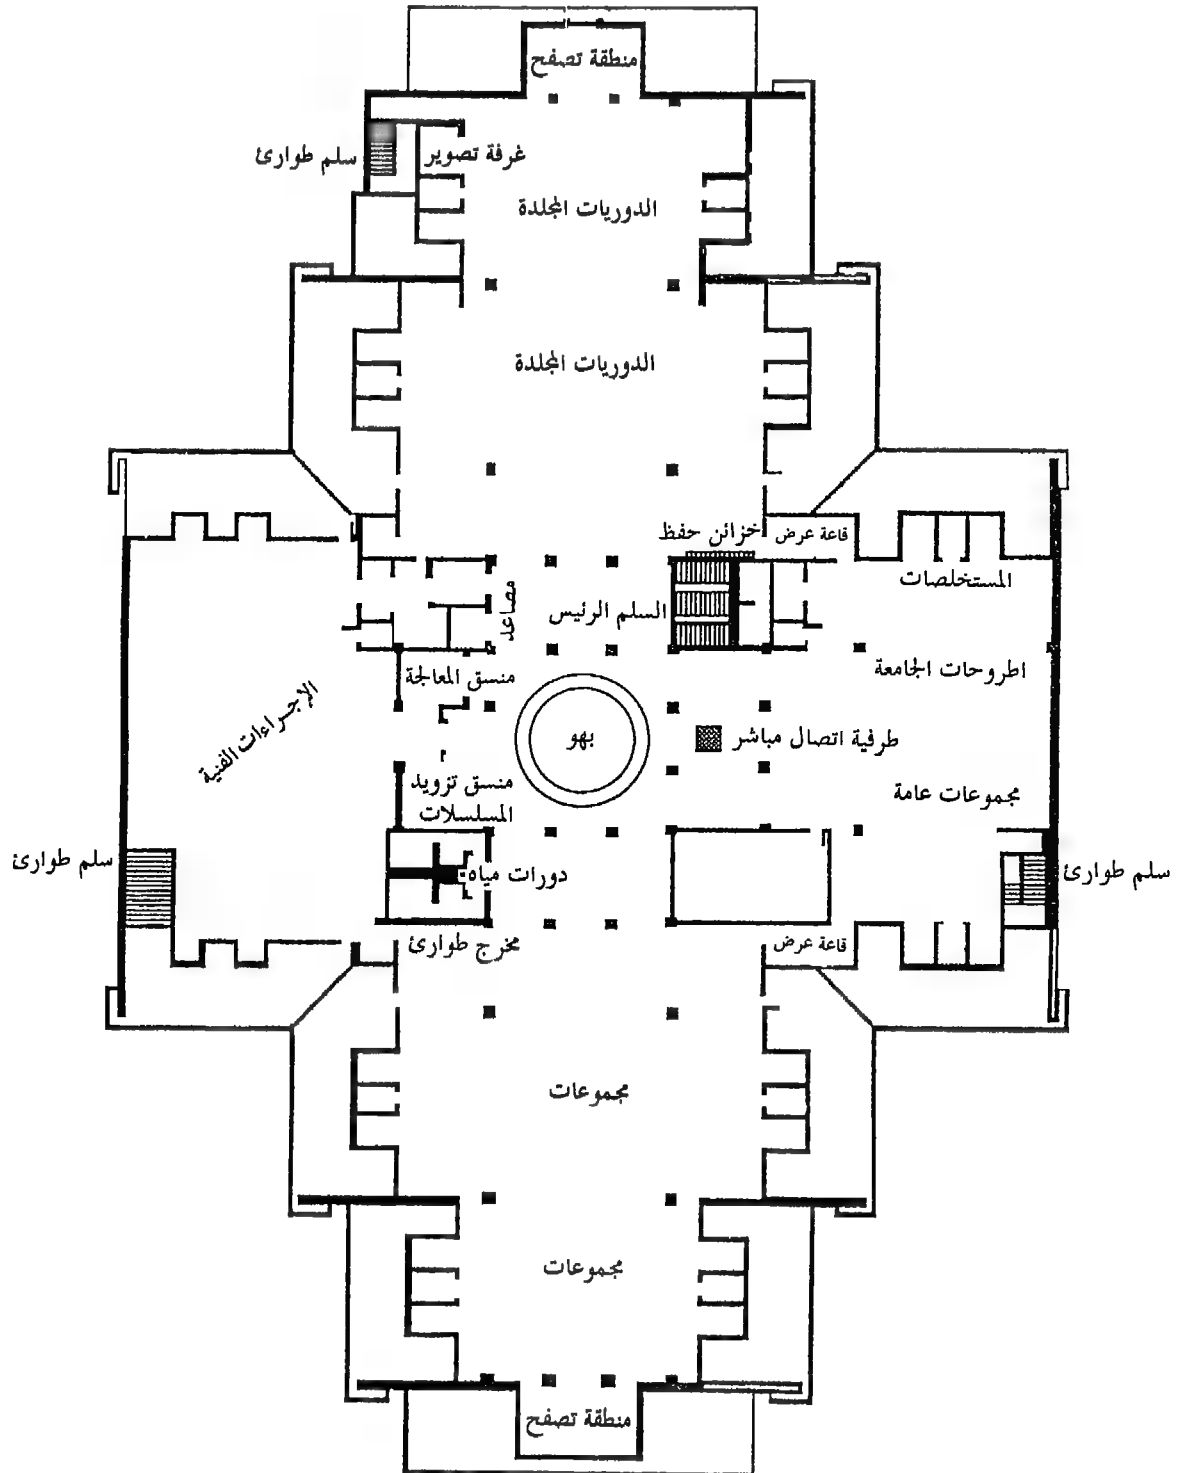 منطقة تصفح
غرفة تصوير
سلم طوارئ
الدوريات المجلدة
الدوريات المجلدة
قاعة عرض
خزائن حفظ
المستخلصات
مصاعد
السلم الرئيس
اطروحات الجامعة
منسق المعالجة
الإجراءات الفنية
بهو
طرفية اتصال مباشر
منسق تزويد
المسلسلات
مجموعات عامة
سلم طوارئ
دورات مياه
سلم طوارئ
قاعة عرض
مخرج طوارئ
مجموعات
مجموعات
منطقة تصفح